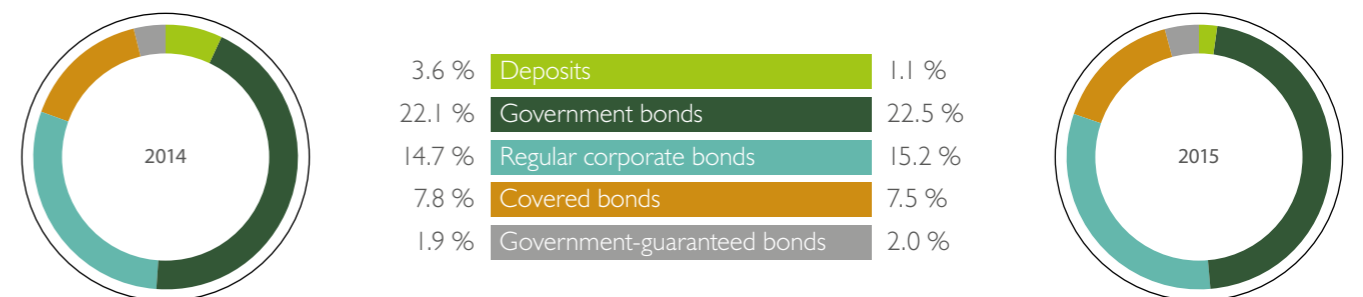 2014
3.6 % Deposits 1.1 %
22.1 % Government bonds 22.5 %
14.7 % Regular corporate bonds 15.2 %
7.8 % Covered bonds 7.5 %
1.9 % Government-guaranteed bonds 2.0 %
2015